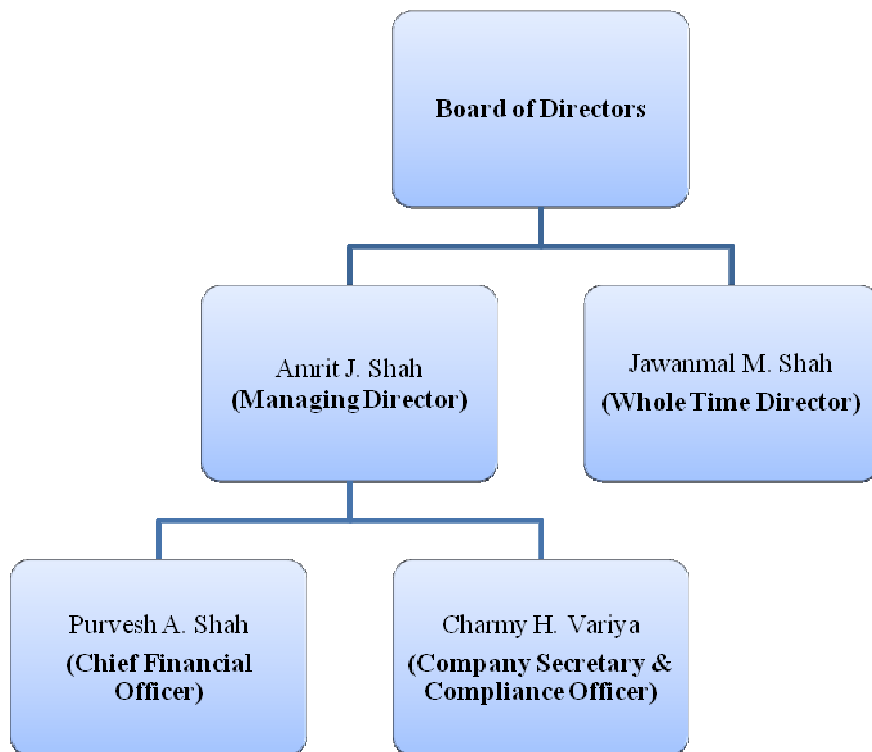 Board of Directors
Amrit J. Shah
(Managing Director)
Jawanmal M. Shah
(Whole Time Director)
Purvesh A. Shah
(Chief Financial
Officer)
Charmy H. Variya
(Company Secretary &
Compliance Officer)